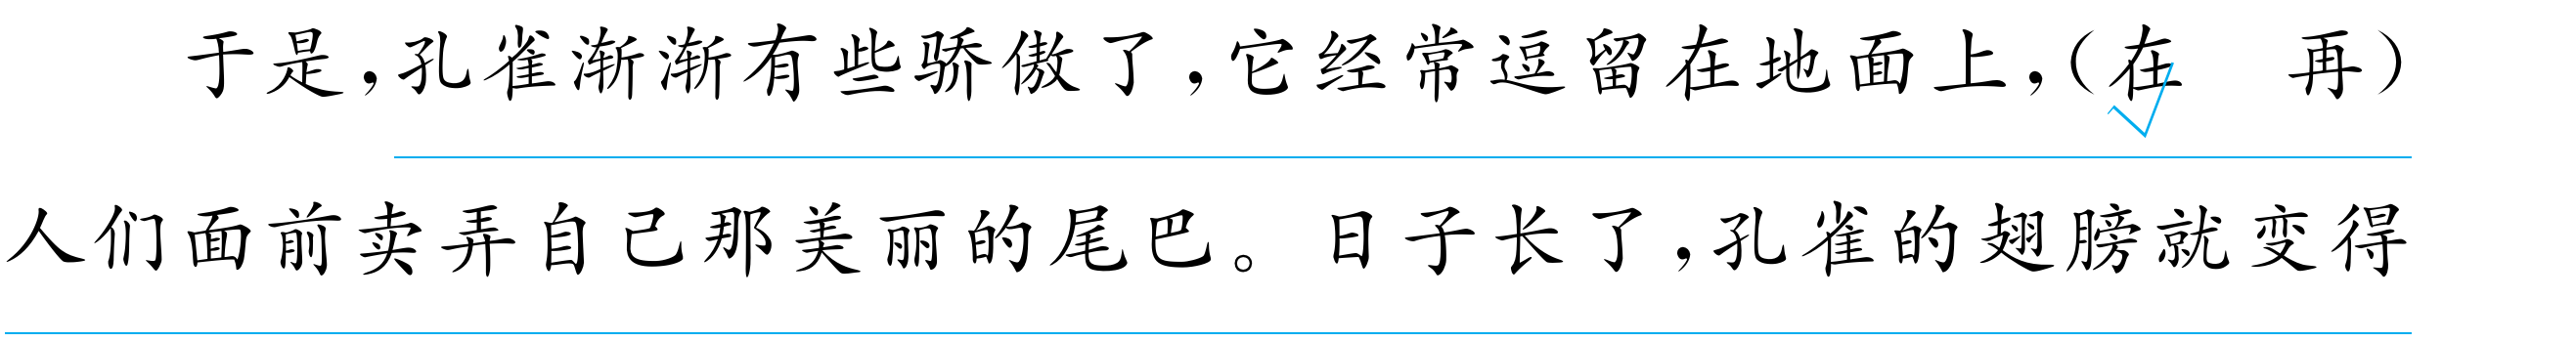 于是,孔雀渐渐有些骄傲了,它经常逗留在地面上,(在√ 再)
人们面前卖弄自己那美丽的尾巴。日子长了,孔雀的翅膀就变得